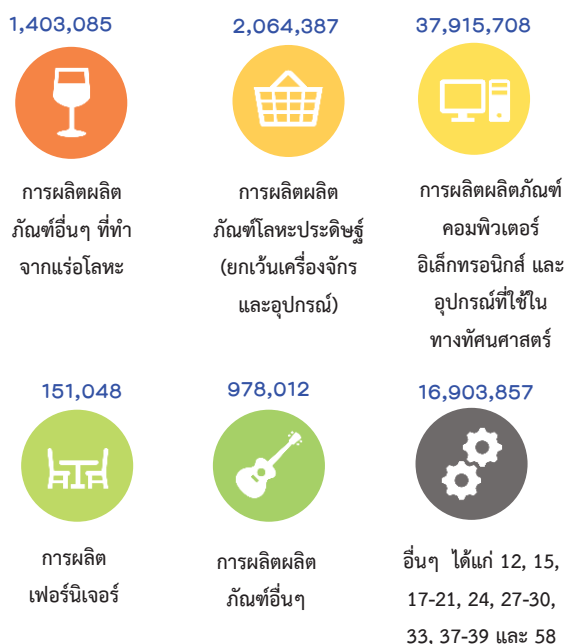 1,403,085
การผลิตผลิต
ภัณฑ์อื่นๆ ที่ทำ
จากแร่อโลหะ
2,064,387
การผลิตผลิต
ภัณฑ์โลหะประดิษฐ์
(ยกเว้นเครื่องจักร
และอุปกรณ์)
37,915,708
การผลิตผลิตภัณฑ์
คอมพิวเตอร์
อิเล็กทรอนิกส์ และ
อุปกรณ์ที่ใช้ใน
ทางทัศนศาสตร์
151,048
การผลิต
เฟอร์นิเจอร์
978,012
การผลิตผลิต
ภัณฑ์อื่นๆ
16,903,857
อื่นๆ ได้แก่ 12, 15,
17-21, 24, 27-30,
33, 37-39 และ 58